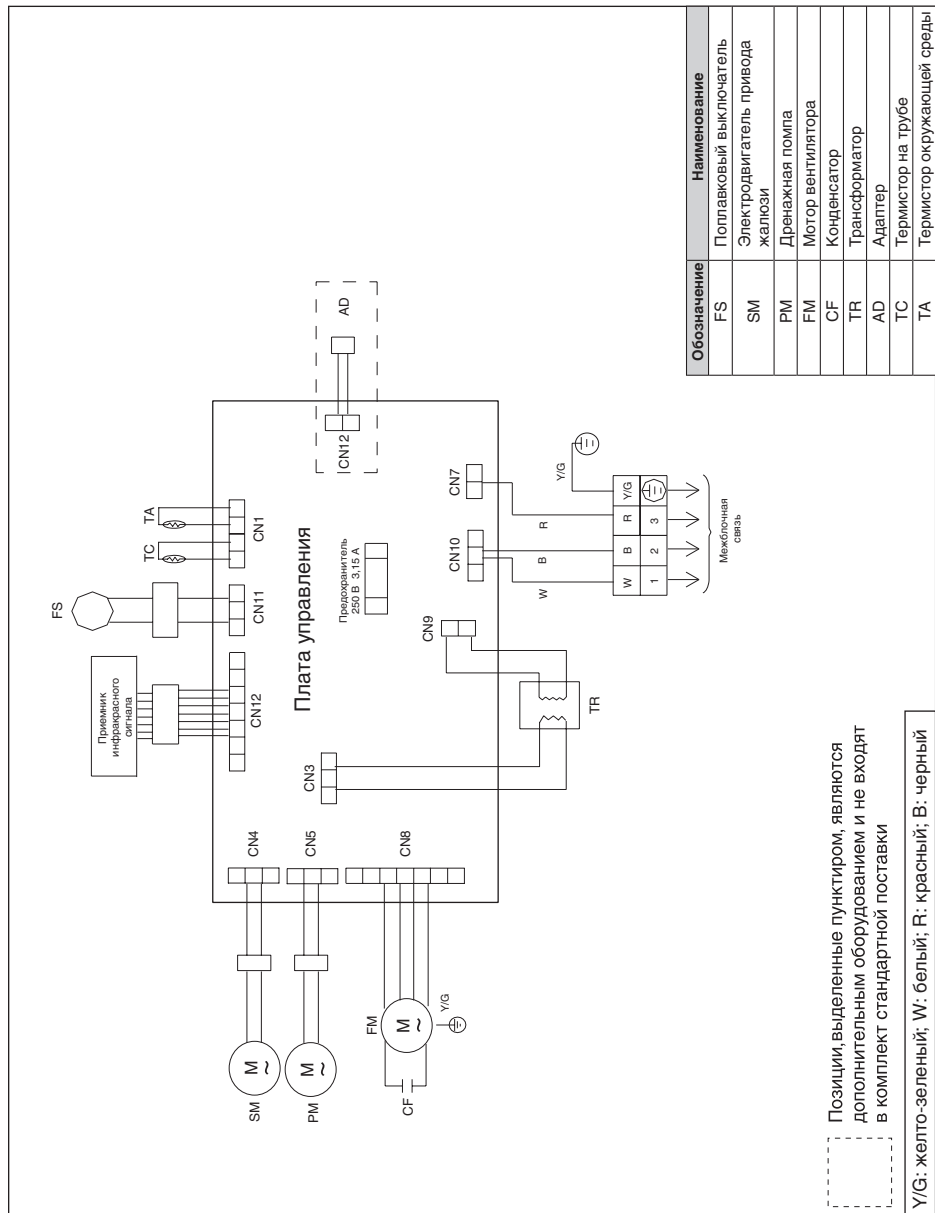 Приемник
инфракрасного
сигнала
FS
TC
TA
CN12
CN11
CN1
CN4
SM
CN5
PM
CN8
FM
M
~
M
~
M
~
CF
Y/G
CN3
Плата управления
Предохранитель
250 В 3,15 А
CN12
AD
CN9
CN10
CN7
TR
W
B
R
Y/G
W
B
R
Y/G
1
2
3
Межблочная
связь
Позиции,выделенные пунктиром, являются
дополнительным оборудованием и не входят
в комплект стандартной поставки
Y/G: желто-зеленый; W: белый; R: красный; B: черный
Обозначение Наименование
FS Поплавковый выключатель
SM Электродвигатель привода
жалюзи
PM Дренажная помпа
FM Мотор вентилятора
CF Конденсатор
TR Трансформатор
AD Адаптер
TC Термистор на трубе
TA Термистор окружающей среды